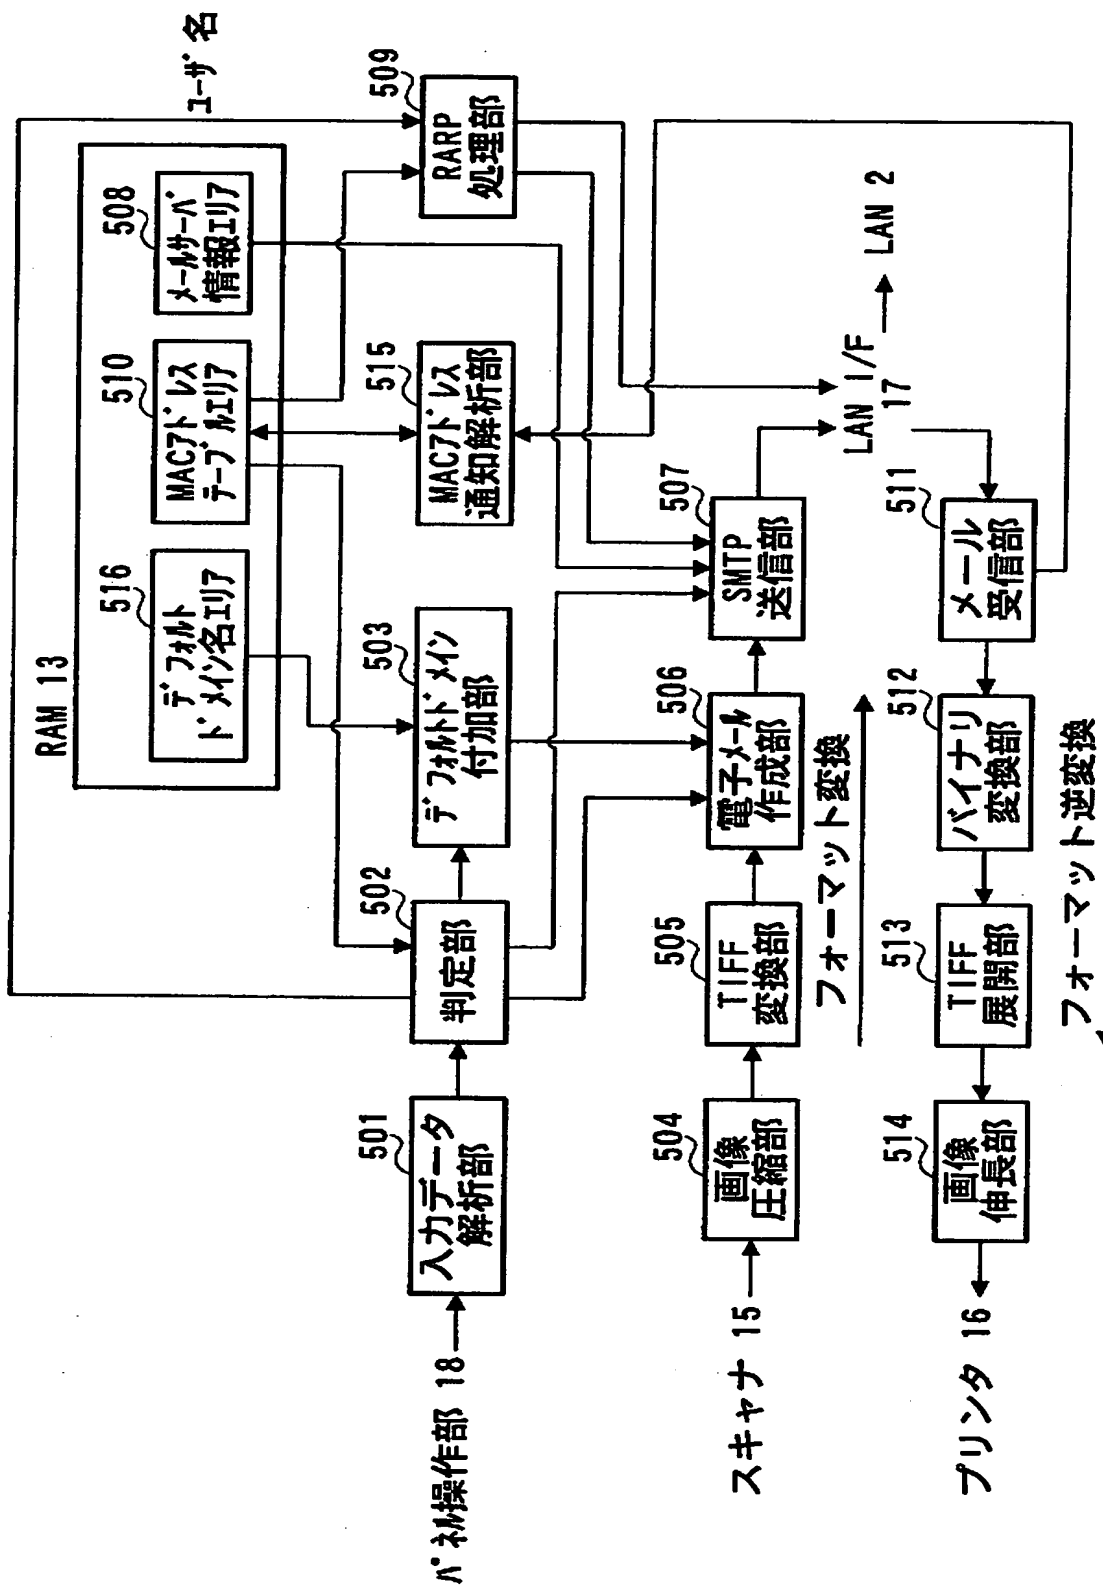 RAM 13
516
デフォルト
ドメイン名エリア
510
MACアドレス
テーブルエリア
508
メールサーバ
情報エリア
ユーザ名
パネル操作部 18
501
入力データ
解析部
502
判定部
503
デフォルトドメイン
付加部
515
MACアドレス
通知解析部
509
RARP
処理部
スキャナ 15
504
画像
圧縮部
505
TIFF
変換部
506
電子メール
作成部
507
SMTP
送信部
フォーマット変換
LAN I/F
17
LAN 2
プリンタ 16
514
画像
伸長部
513
TIFF
展開部
512
バイナリ
変換部
511
メール
受信部
フォーマット逆変換